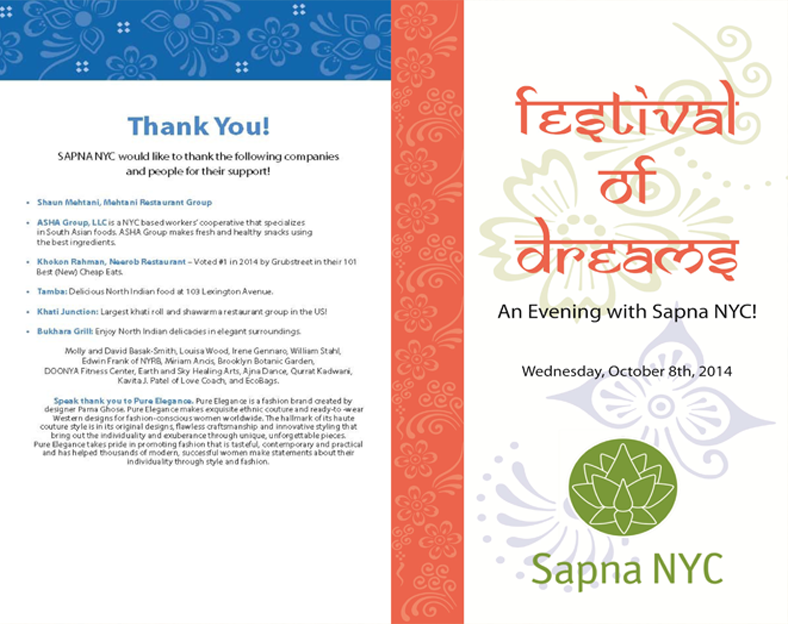 Thank You!
SAPNA NYC would like to thank the following companies
and people for their support!
• Shaun Mehtani, Mehtani Restaurant Group
• ASHA Group, LLC is a NYC based workers' cooperative that specializes
in South Asian foods. ASHA Group makes fresh and healthy snacks using
the best ingredients.
• Khokon Rahman, Neerob Restaurant – Voted #1 in 2014 by Grubstreet in their 101
Best (New) Cheap Eats.
• Tamba: Delicious North Indian food at 103 Lexington Avenue.
• Khati Junction: Largest khati roll and shawarma restaurant group in the US!
• Bukhara Grill: Enjoy North Indian delicacies in elegant surroundings.
Molly and David Basak-Smith, Louisa Wood, Irene Gennaro, William Stahl,
Edwin Frank of NYRB, Miriam Ancis, Brooklyn Botanic Garden,
DOONYA Fitness Center, Earth and Sky Healing Arts, Ajna Dance, Qurrat Kadwani,
Kavita J. Patel of Love Coach, and EcoBags.
Speak thank you to Pure Elegance. Pure Elegance is a fashion brand created by
designer Parna Ghose. Pure Elegance makes exquisite ethnic couture and ready-to -wear
Western designs for fashion-conscious women worldwide. The hallmark of its haute
couture style is in its original designs, flawless craftsmanship and innovative styling that
bring out the individuality and exuberance through unique, unforgettable pieces.
Pure Elegance takes pride in promoting fashion that is tasteful, contemporary and practical
and has helped thousands of modern, successful women make statements about their
individuality through style and fashion.
festival
of
dreams
An Evening with Sapna NYC!
Wednesday, October 8th, 2014
Sapna NYC